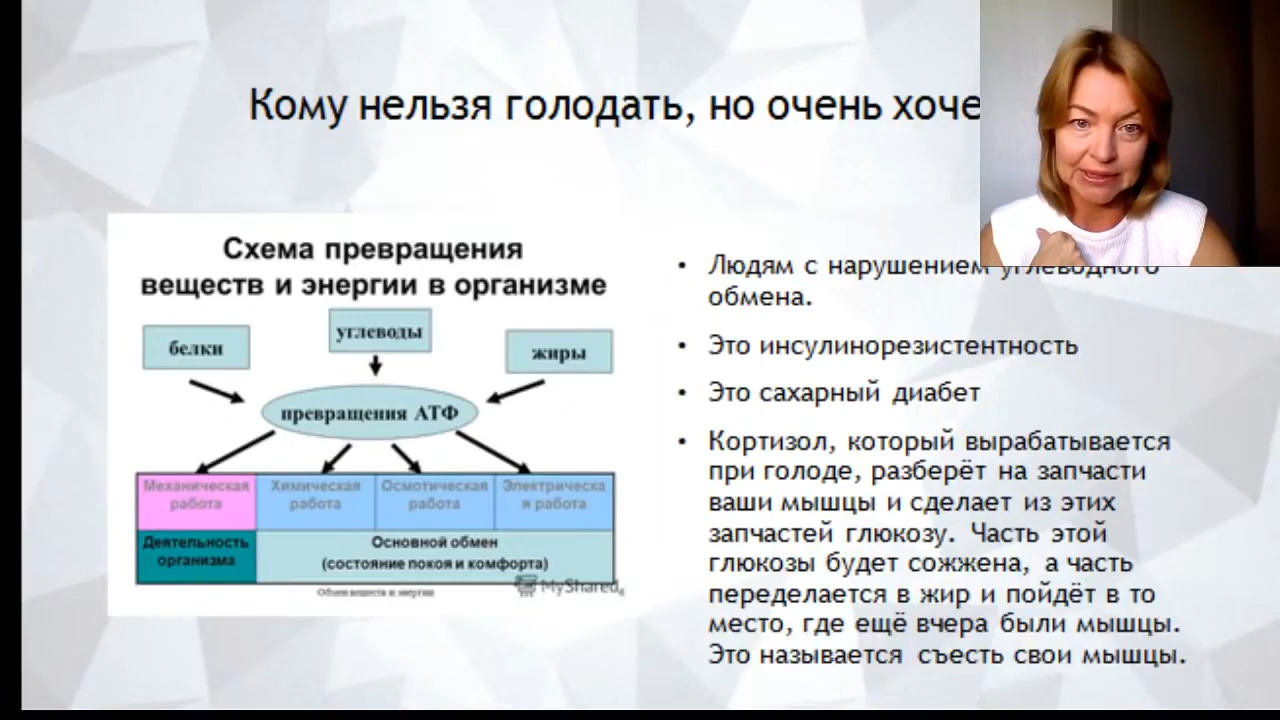 Кому нельзя голодать, но очень хоче
Схема превращения
веществ и энергии в организме
белки
углеводы
жиры
превращения АТФ
Механическая
работа
Химическая
работа
Осмотическая
работа
Электрическа
я работа
Деятельность
организма
Основной обмен
(состояние покоя и комфорта)
Обмен веществ и энергии
MyShared
• Людям с нарушением углеводного
обмена.
• Это инсулинорезистентность
• Это сахарный диабет
• Кортизол, который вырабатывается
при голоде, разберёт на запчасти
ваши мышцы и сделает из этих
запчастей глюкозу. Часть этой
глюкозы будет сожжена, а часть
переделается в жир и пойдёт в то
место, где ещё вчера были мышцы.
Это называется съесть свои мышцы.